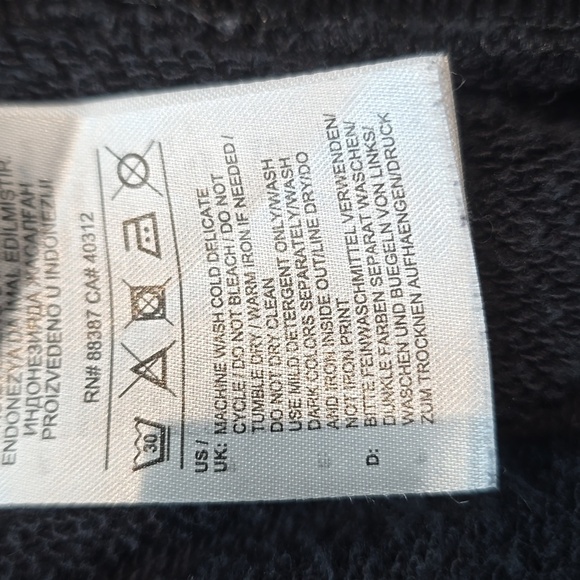 ENDONEZYA'DA İMAL EDİLMİŞTİR.
ИНДОНЕЗИЯДА ЖАСАЛҒАН
PROIZVEDENO U INDONEZIJI
RN# 88387 CA# 40312
30
US /
UK: MACHINE WASH COLD DELICATE
CYCLE / DO NOT BLEACH / DO NOT
TUMBLE DRY / WARM IRON IF NEEDED /
DO NOT DRY CLEAN
USE MILD DETERGENT ONLY/WASH
DARK COLORS SEPARATELY/WASH
AND IRON INSIDE OUT/LINE DRY/DO
NOT IRON PRINT
D: BITTE FEINWASCHMITTEL VERWENDEN/
DUNKLE FARBEN SEPARAT WASCHEN/
WASCHEN UND BUEGELN VON LINKS/
ZUM TROCKNEN AUFHAENGEN/DRUCK